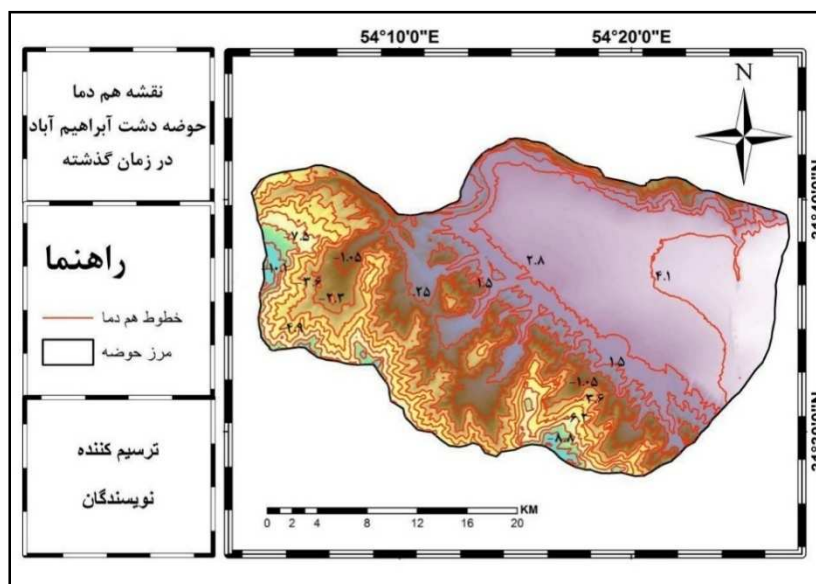 نقشه هم دما
حوضه دشت آبراهیم آباد
در زمان گذشته
راهنما
خطوط هم دما
مرز حوضه
ترسیم کننده
نویسندگان
54°10'0"E
54°20'0"E
N
-۷.۵
-۱۰.۱
-۱.۰۵
-۳.۶
-۲.۳
-۴.۹
.۲۵
۱.۵
۲.۸
۴.۱
۱.۵
-۱.۰۵
-۳.۶
-۶.۲
-۸.۸
0 2 4 8 12 16 20
KM